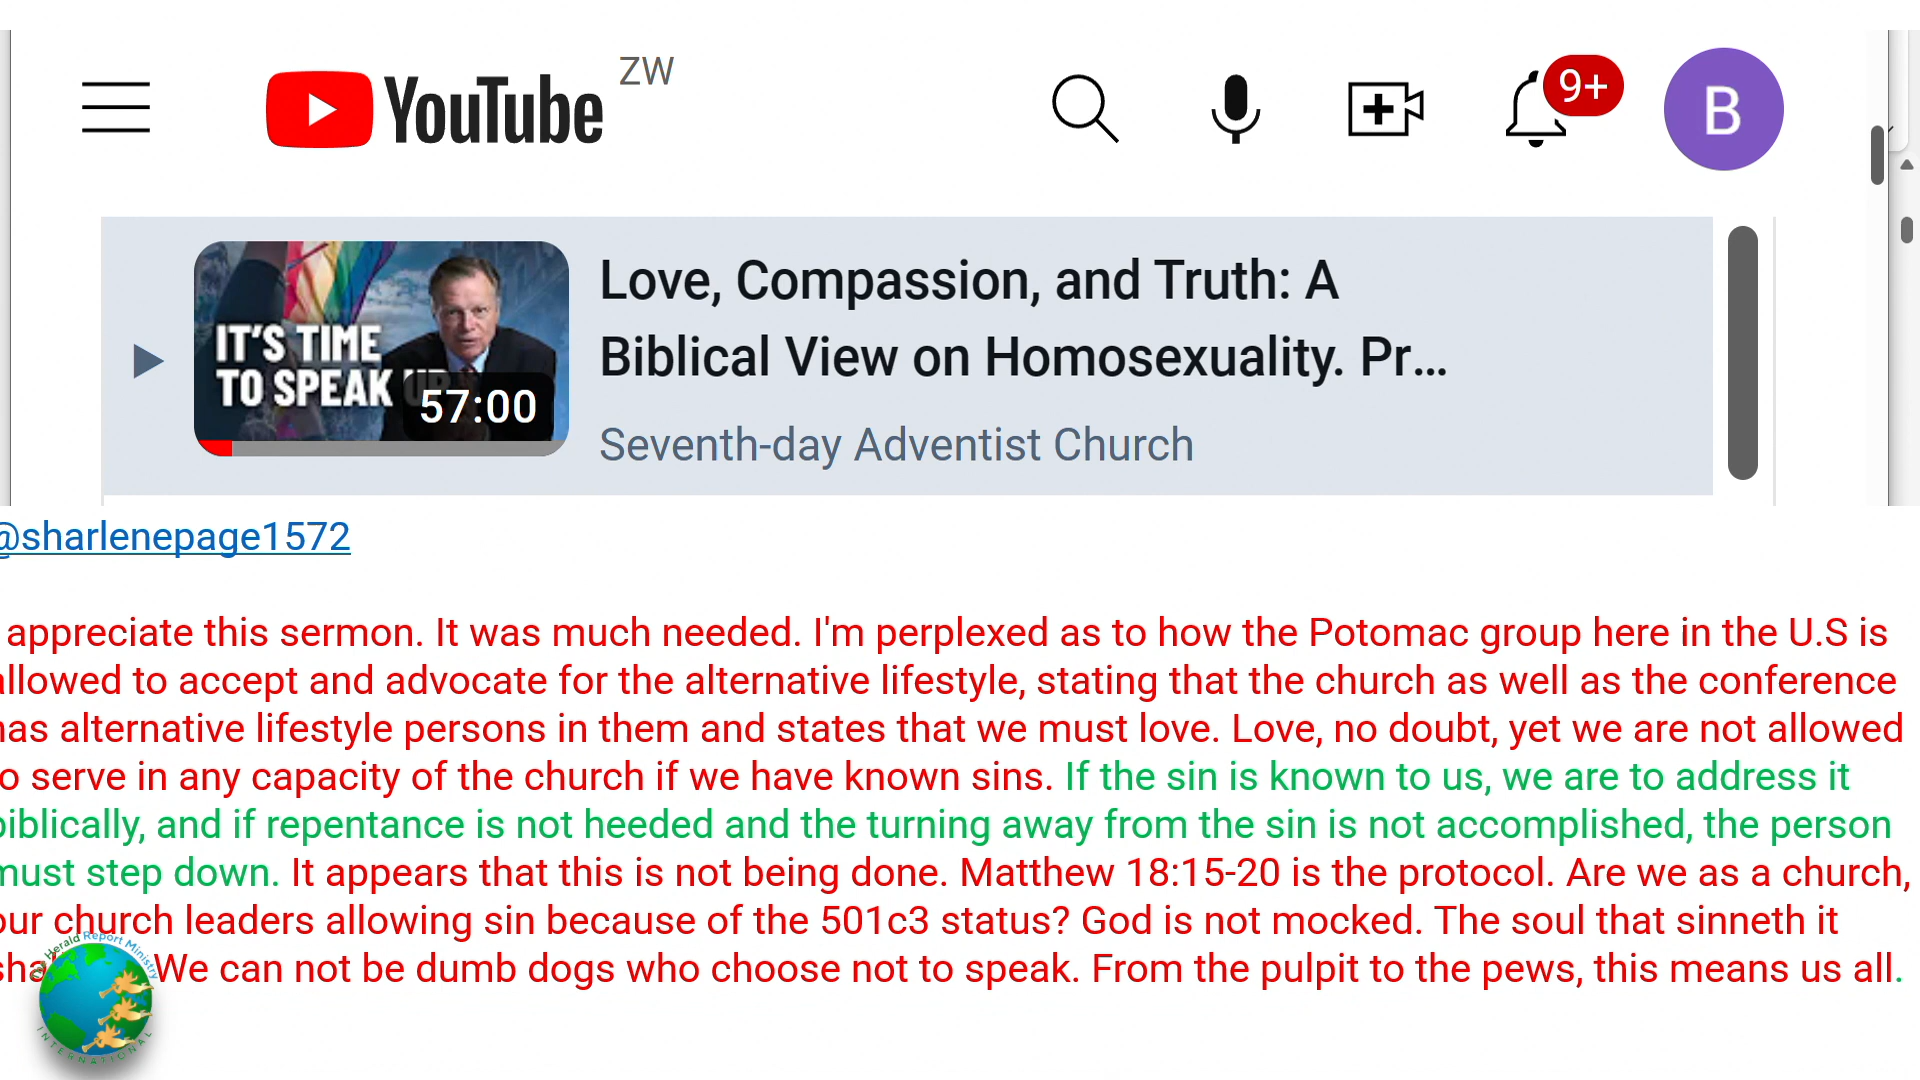 ZW
YouTube
9+
B
IT'S TIME
TO SPEAK UP
57:00
Love, Compassion, and Truth: A
Biblical View on Homosexuality. Pr...
Seventh-day Adventist Church
@sharlenepage1572
appreciate this sermon. It was much needed. I'm perplexed as to how the Potomac group here in the U.S is
allowed to accept and advocate for the alternative lifestyle, stating that the church as well as the conference
has alternative lifestyle persons in them and states that we must love. Love, no doubt, yet we are not allowed
to serve in any capacity of the church if we have known sins. If the sin is known to us, we are to address it
biblically, and if repentance is not heeded and the turning away from the sin is not accomplished, the person
must step down. It appears that this is not being done. Matthew 18:15-20 is the protocol. Are we as a church,
our church leaders allowing sin because of the 501c3 status? God is not mocked. The soul that sinneth it
We can not be dumb dogs who choose not to speak. From the pulpit to the pews, this means us all.
Herald Report Ministry
INTERNATIONAL